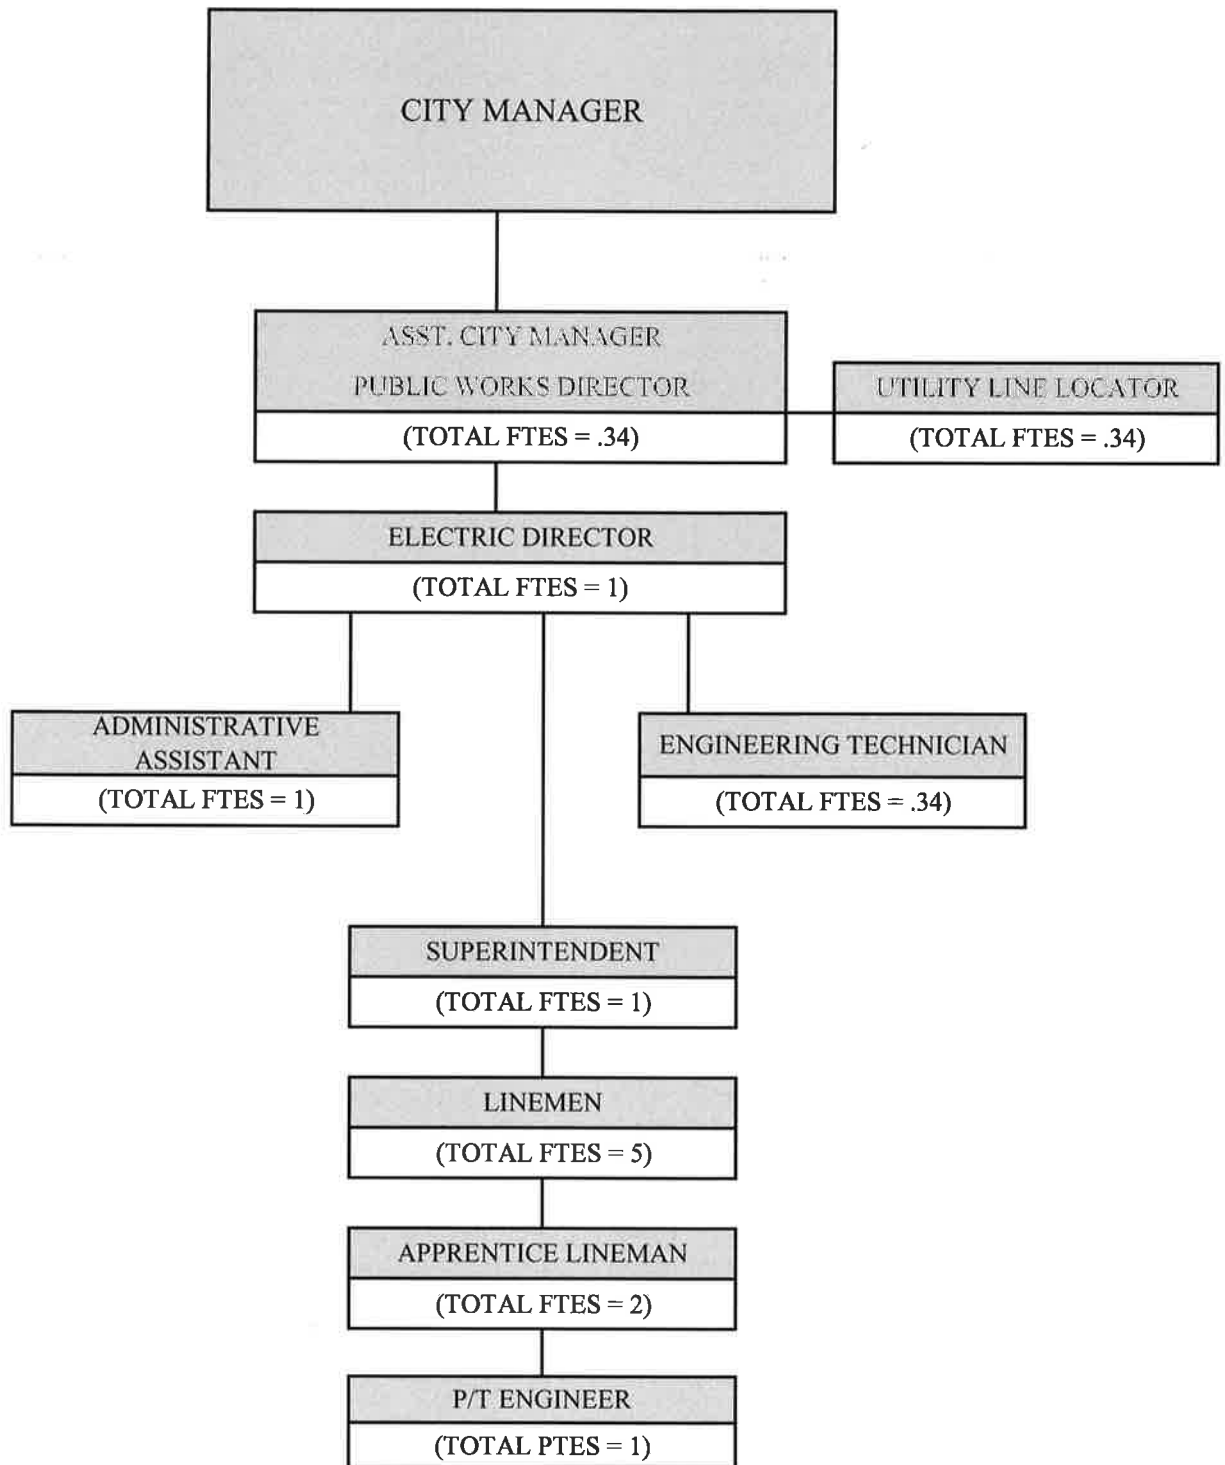 CITY MANAGER
ASST. CITY MANAGER
PUBLIC WORKS DIRECTOR
(TOTAL FTES = .34)
UTILITY LINE LOCATOR
(TOTAL FTES = .34)
ELECTRIC DIRECTOR
(TOTAL FTES = 1)
ADMINISTRATIVE
ASSISTANT
(TOTAL FTES = 1)
ENGINEERING TECHNICIAN
(TOTAL FTES = .34)
SUPERINTENDENT
(TOTAL FTES = 1)
LINEMEN
(TOTAL FTES = 5)
APPRENTICE LINEMAN
(TOTAL FTES = 2)
P/T ENGINEER
(TOTAL PTES = 1)